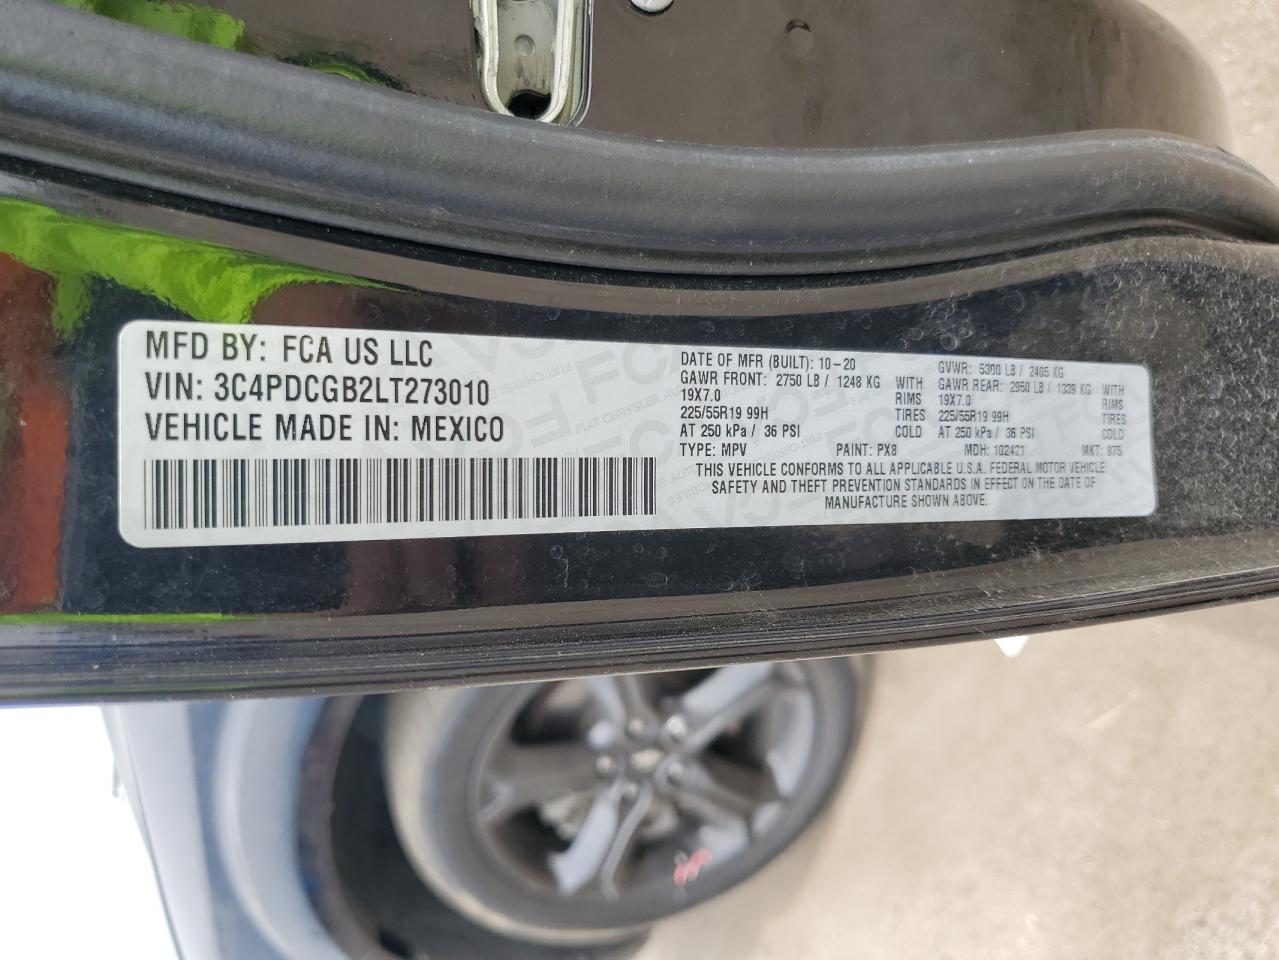 MFD BY: FCA US LLC
VIN: 3C4PDCGB2LT273010
VEHICLE MADE IN: MEXICO
DATE OF MFR (BUILT): 10-20 GVWR: 5300 LB / 2405 KG
GAWR FRONT: 2750 LB / 1248 KG WITH GAWR REAR: 2950 LB / 1339 KG WITH
19X7.0 RIMS 19X7.0 RIMS
225/55R19 99H TIRES 225/55R19 99H TIRES
AT 250 kPa / 36 PSI COLD AT 250 kPa / 36 PSI COLD
TYPE: MPV PAINT: PX8 MDH: 102421 MKT: 875
THIS VEHICLE CONFORMS TO ALL APPLICABLE U.S.A. FEDERAL MOTOR VEHICLE
SAFETY AND THEFT PREVENTION STANDARDS IN EFFECT ON THE DATE OF
MANUFACTURE SHOWN ABOVE.